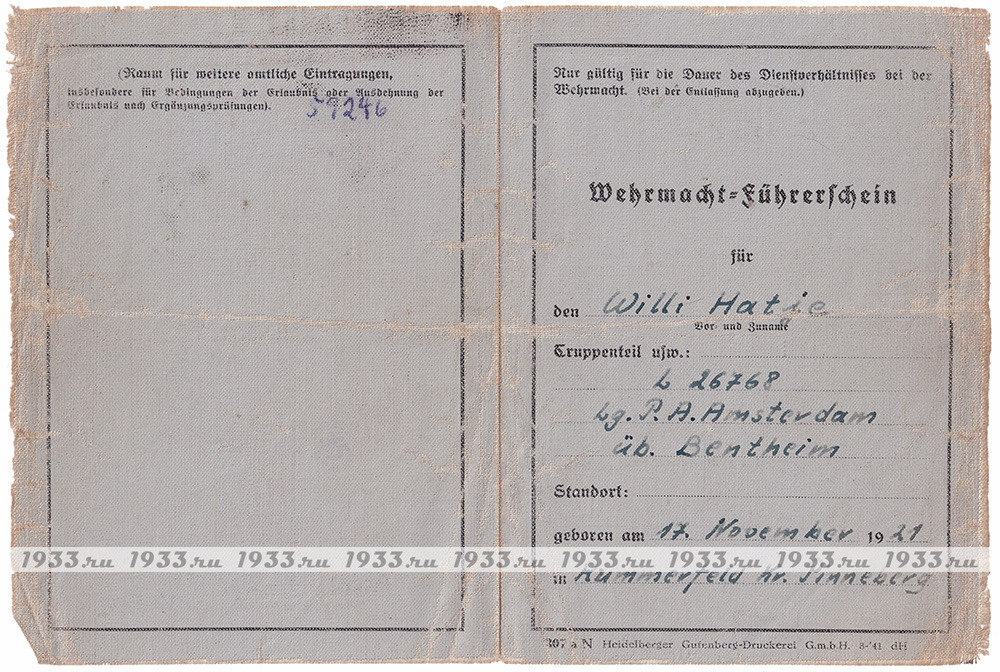 (Raum für weitere amtliche Eintragungen,
insbesondere für Bedingungen der Erlaubnis oder Ausdehnung der
Erlaubnis nach Ergänzungsprüfungen).
57246
Nur gültig für die Dauer des Dienstverhältnisses bei der
Wehrmacht. (Bei der Entlassung abzugeben.)
Wehrmacht-Führerschein
für
den Willi Hatje
Vor- und Zuname
Truppenteil usw.:
L 26768
Lg. P. A. Amsterdam
üb. Bentheim
Standort:
geboren am 17. November 1921
1933.ru 1933.ru 1933.ru 1933.ru 1933.ru 1933.ru 1933.ru 1933.ru 1933.ru
in Kummerfeld Kr. Pinneberg
307 a N Heidelberger Gutenberg-Druckerei G.m.b.H. 8-'41 dH